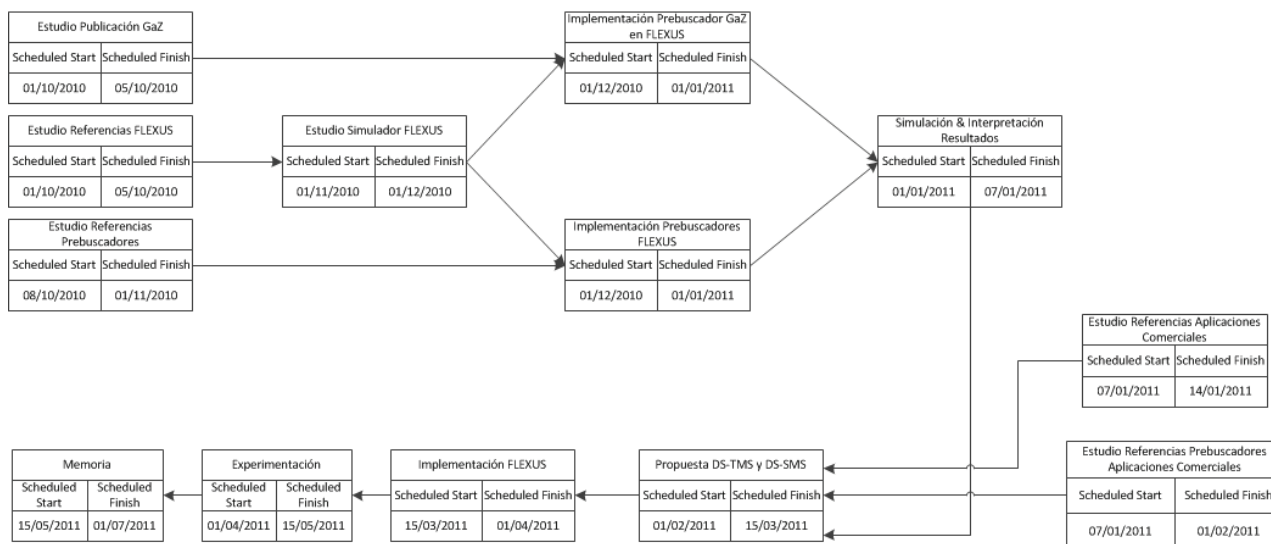 Estudio Publicación GaZ
Scheduled Start Scheduled Finish
01/10/2010 05/10/2010
Implementación Prebuscador GaZ
en FLEXUS
Scheduled Start Scheduled Finish
01/12/2010 01/01/2011
Estudio Referencias FLEXUS
Scheduled Start Scheduled Finish
01/10/2010 05/10/2010
Estudio Simulador FLEXUS
Scheduled Start Scheduled Finish
01/11/2010 01/12/2010
Simulación & Interpretación
Resultados
Scheduled Start Scheduled Finish
01/01/2011 07/01/2011
Estudio Referencias
Prebuscadores
Scheduled Start Scheduled Finish
08/10/2010 01/11/2010
Implementación Prebuscadores
FLEXUS
Scheduled Start Scheduled Finish
01/12/2010 01/01/2011
Estudio Referencias Aplicaciones
Comerciales
Scheduled Start Scheduled Finish
07/01/2011 14/01/2011
Memoria
Scheduled Scheduled
Start Finish
15/05/2011 01/07/2011
Experimentación
Scheduled Scheduled
Start Finish
01/04/2011 15/05/2011
Implementación FLEXUS
Scheduled Start Scheduled Finish
15/03/2011 01/04/2011
Propuesta DS-TMS y DS-SMS
Scheduled Start Scheduled Finish
01/02/2011 15/03/2011
Estudio Referencias Prebuscadores
Aplicaciones Comerciales
Scheduled Start Scheduled Finish
07/01/2011 01/02/2011